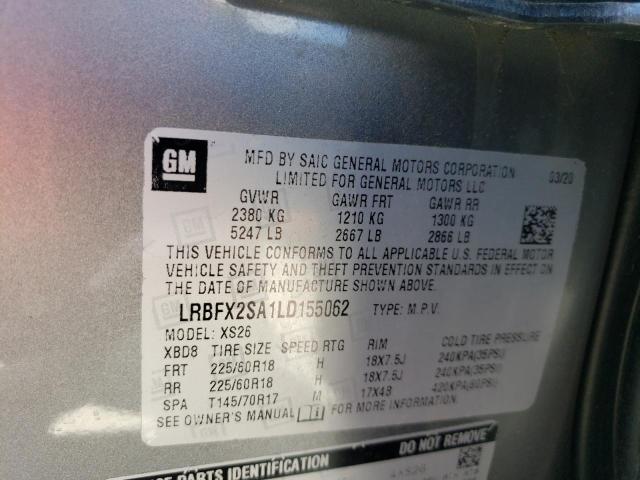 GM
MFD BY SAIC GENERAL MOTORS CORPORATION 03/20
LIMITED FOR GENERAL MOTORS LLC
GVWR GAWR FRT GAWR RR
2380 KG 1210 KG 1300 KG
5247 LB 2667 LB 2866 LB
THIS VEHICLE CONFORMS TO ALL APPLICABLE U.S. FEDERAL MOTOR
VEHICLE SAFETY AND THEFT PREVENTION STANDARDS IN EFFECT ON
THE DATE OF MANUFACTURE SHOWN ABOVE.
LRBFX2SA1LD155062 TYPE: M.P.V.
MODEL: XS26
XBD8 TIRE SIZE SPEED RTG RIM COLD TIRE PRESSURE
FRT 225/60R18 H 18X7.5J 240KPA(35PSI)
RR 225/60R18 H 18X7.5J 240KPA(35PSI)
SPA T145/70R17 M 17X4B 420KPA(60PSI)
SEE OWNER'S MANUAL FOR MORE INFORMATION.
DO NOT REMOVE
CE PARTS IDENTIFICATION
4XS26